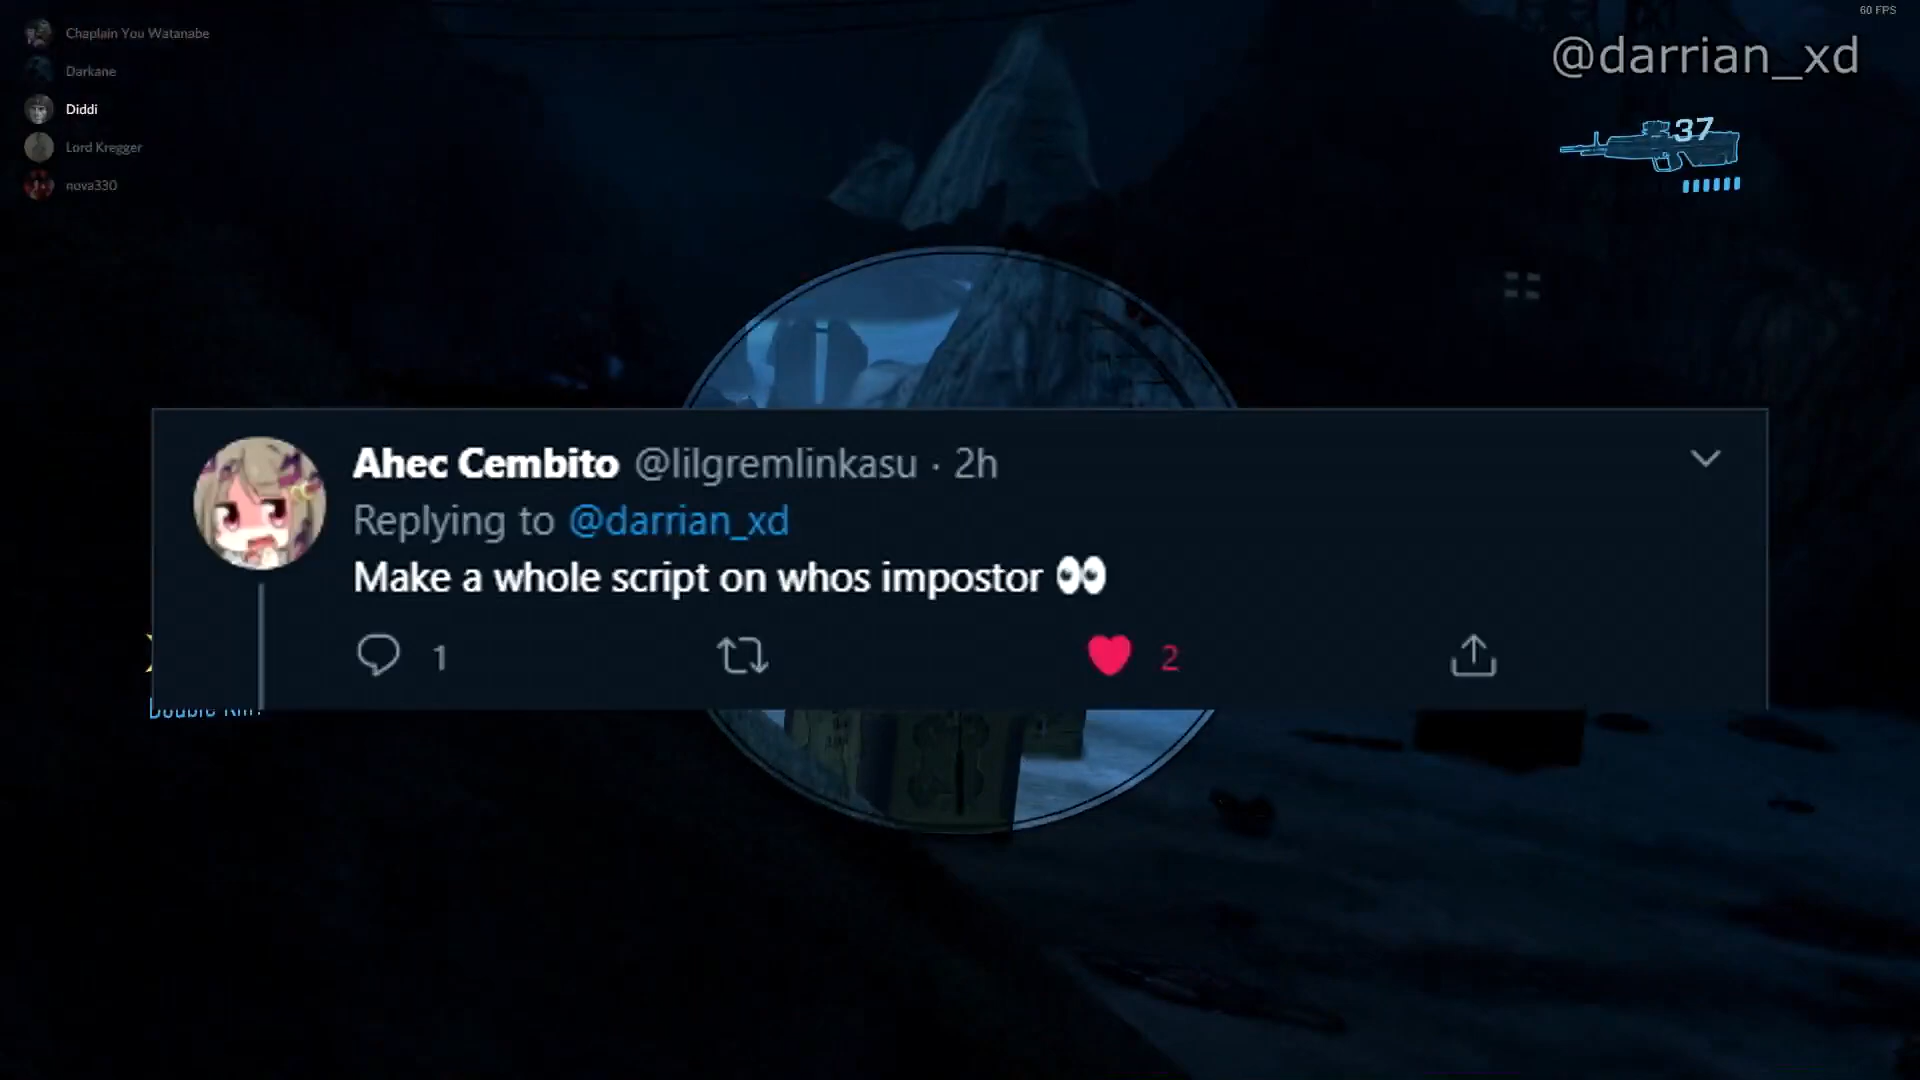 60 FPS
Chaplain You Watanabe
@darrian_xd
Darkane
Diddi
37
Lord Kregger
nova330
Ahec Cembito @lilgremlinkasu · 2h
Replying to @darrian_xd
Make a whole script on whos impostor 👀
1
2